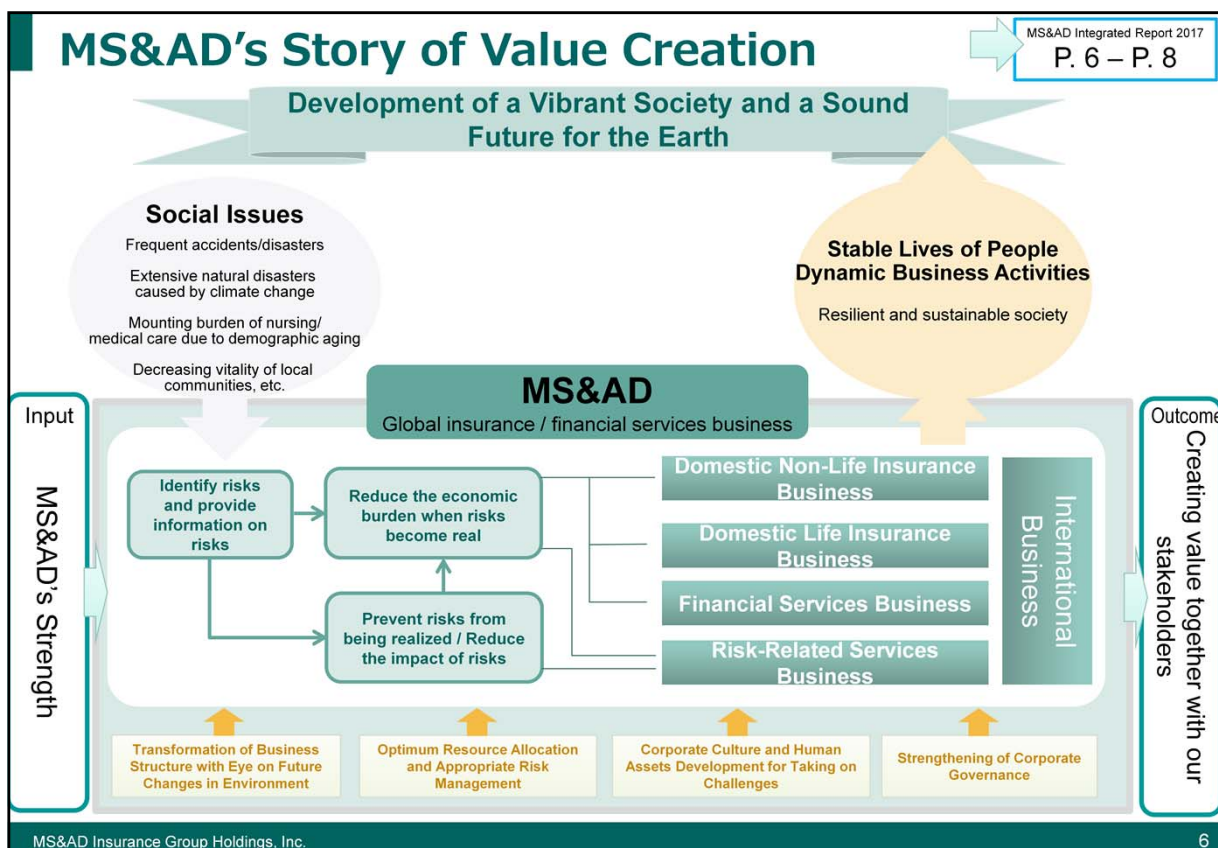 MS&AD's Story of Value Creation
MS&AD Integrated Report 2017
P. 6 – P. 8
Development of a Vibrant Society and a Sound
Future for the Earth
Social Issues
Frequent accidents/disasters
Extensive natural disasters
caused by climate change
Mounting burden of nursing/
medical care due to demographic aging
Decreasing vitality of local
communities, etc.
Stable Lives of People
Dynamic Business Activities
Resilient and sustainable society
MS&AD
Global insurance / financial services business
Input
MS&AD's Strength
Identify risks
and provide
information on
risks
Reduce the economic
burden when risks
become real
Prevent risks from
being realized / Reduce
the impact of risks
Domestic Non-Life Insurance
Business
Domestic Life Insurance
Business
Financial Services Business
Risk-Related Services
Business
International
Business
Outcome
Creating value together with our
stakeholders
Transformation of Business
Structure with Eye on Future
Changes in Environment
Optimum Resource Allocation
and Appropriate Risk
Management
Corporate Culture and Human
Assets Development for Taking on
Challenges
Strengthening of Corporate
Governance
MS&AD Insurance Group Holdings, Inc.
6